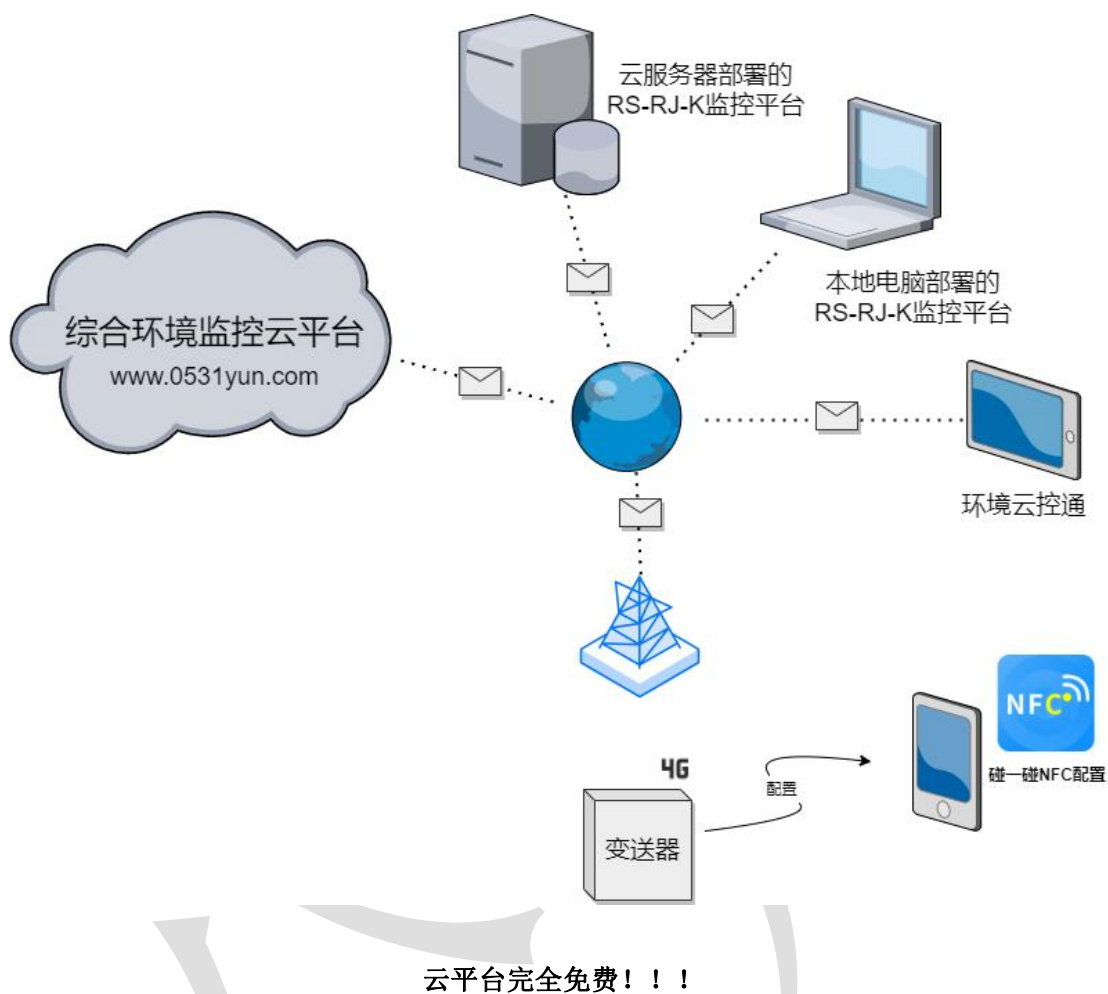 云服务器部署的
RS-RJ-K监控平台
本地电脑部署的
RS-RJ-K监控平台
综合环境监控云平台
www.0531yun.com
环境云控通
NFC
碰一碰NFC配置
4G
配置
变送器
云平台完全免费！！！